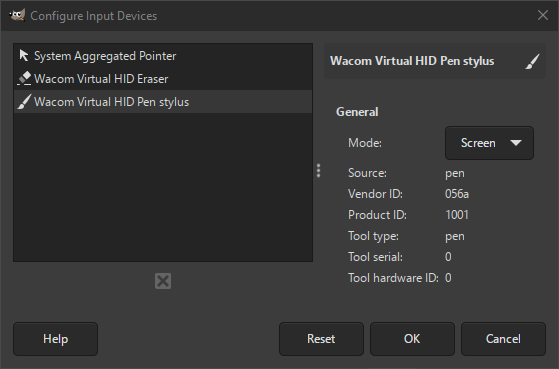 Configure Input Devices
System Aggregated Pointer
Wacom Virtual HID Eraser
Wacom Virtual HID Pen stylus
Wacom Virtual HID Pen stylus
General
Mode: Screen
Source: pen
Vendor ID: 056a
Product ID: 1001
Tool type: pen
Tool serial: 0
Tool hardware ID: 0
Help Reset OK Cancel